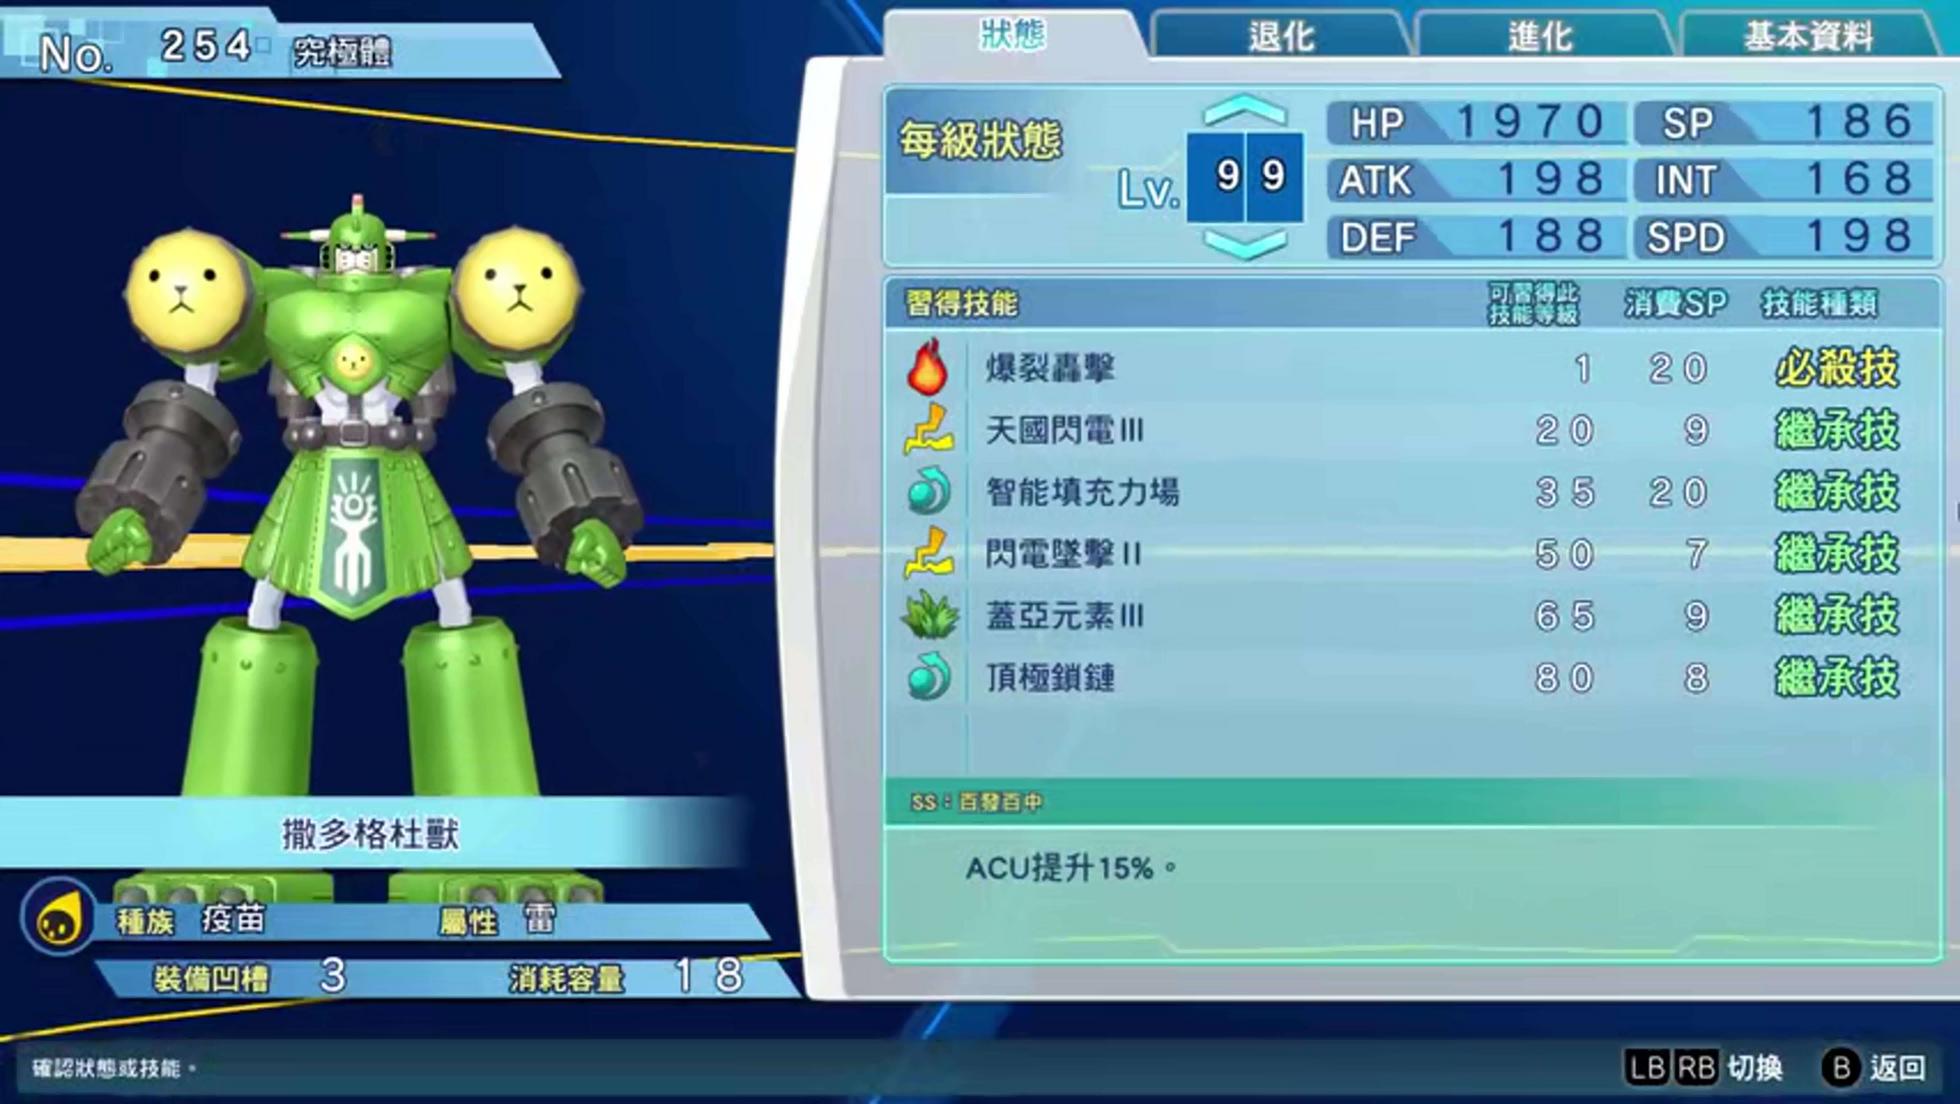 No. 254 究極體
狀態 退化 進化 基本資料
每級狀態
Lv. 99
HP 1970 SP 186
ATK 198 INT 168
DEF 188 SPD 198
習得技能 可習得此技能等級 消費SP 技能種類
爆裂轟擊 1 20 必殺技
天國閃電III 20 9 繼承技
智能填充力場 35 20 繼承技
閃電墜擊II 50 7 繼承技
蓋亞元素III 65 9 繼承技
頂極鎖鏈 80 8 繼承技
SS：百發百中
ACU提升15%。
撒多格杜獸
種族 疫苗 屬性 雷
裝備凹槽 3 消耗容量 18
確認狀態或技能。
LB RB 切換 B 返回